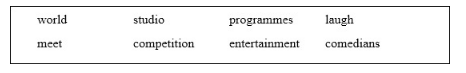 world studio programmes laugh
meet competition entertainment comedians